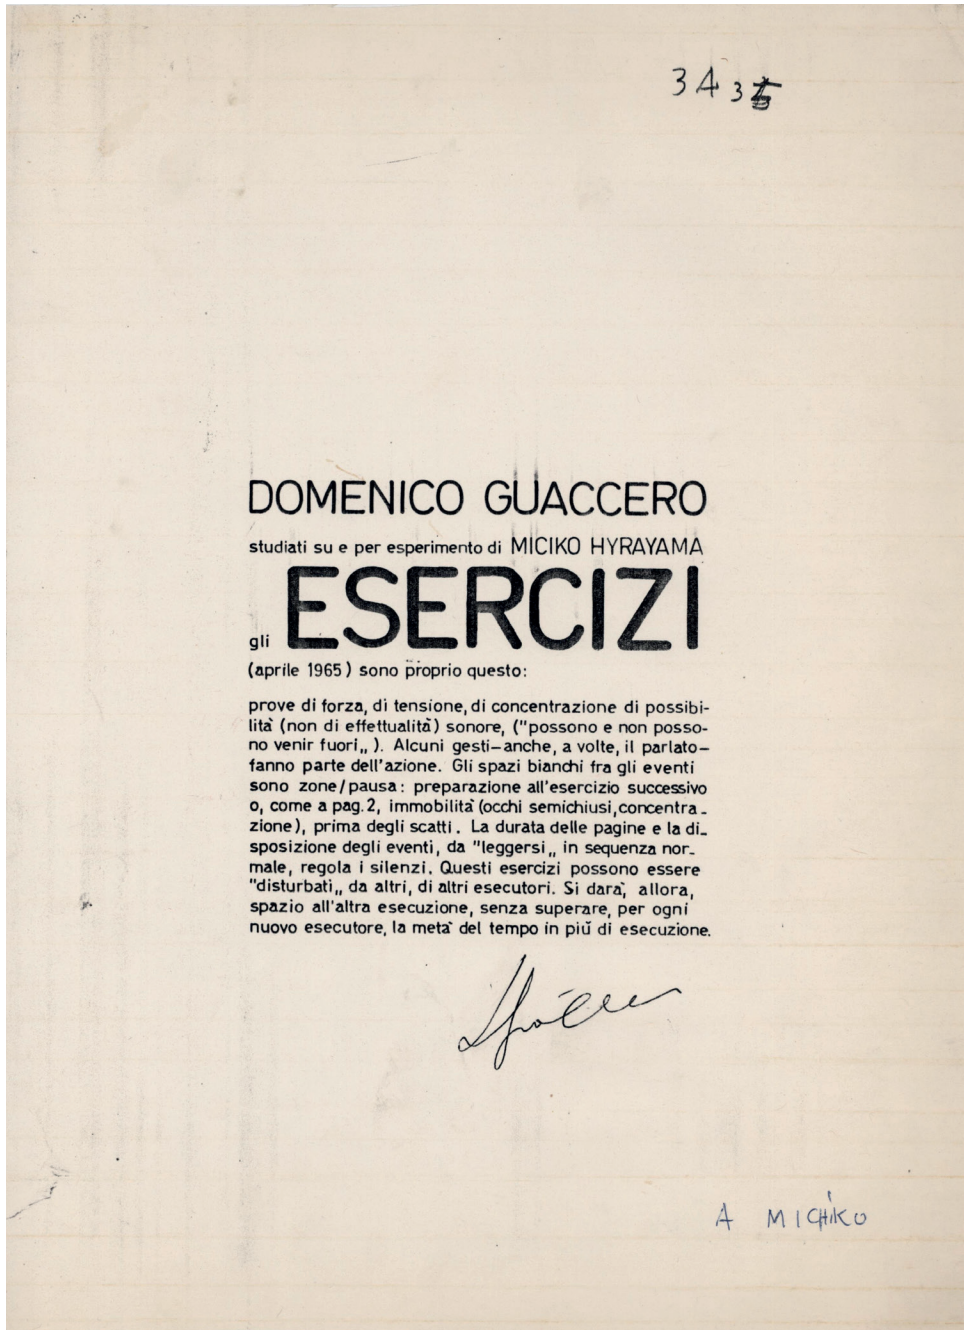 34 3
DOMENICO GUACCERO
studiati su e per esperimento di MICIKO HYRAYAMA
gli ESERCIZI
(aprile 1965) sono proprio questo:
prove di forza, di tensione, di concentrazione di possibi-
lità (non di effettualità) sonore, ("possono e non posso-
no venir fuori„ ). Alcuni gesti-anche, a volte, il parlato-
fanno parte dell'azione. Gli spazi bianchi fra gli eventi
sono zone/pausa: preparazione all'esercizio successivo
o, come a pag. 2, immobilità (occhi semichiusi, concentra_
zione), prima degli scatti. La durata delle pagine e la di_
sposizione degli eventi, da "leggersi„ in sequenza nor_
male, regola i silenzi. Questi esercizi possono essere
"disturbati„ da altri, di altri esecutori. Si darà, allora,
spazio all'altra esecuzione, senza superare, per ogni
nuovo esecutore, la metà del tempo in più di esecuzione.
A MICHIKO